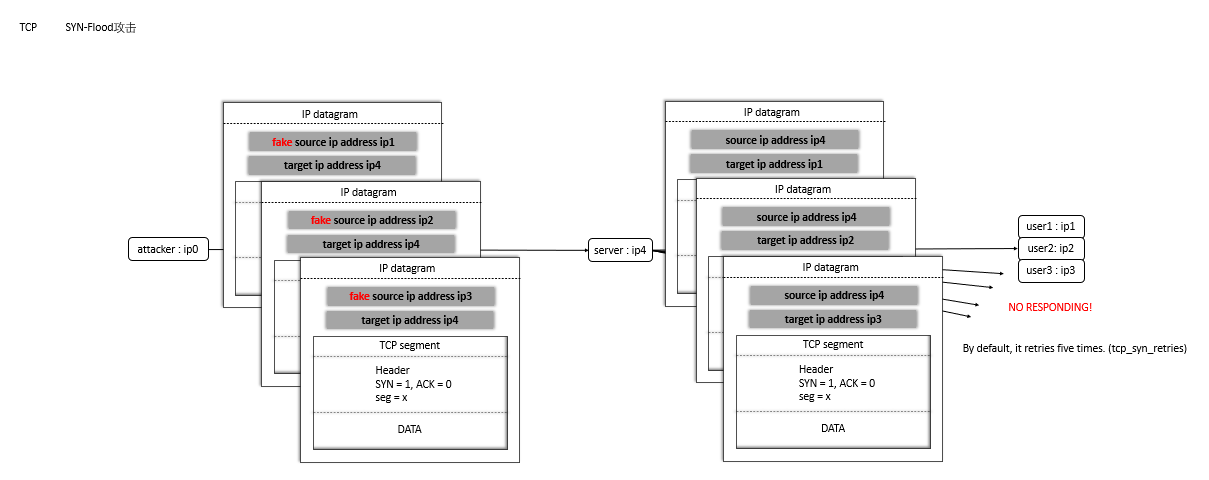 TCP SYN-Flood攻击
IP datagram
fake source ip address ip1
target ip address ip4
IP datagram
fake source ip address ip2
target ip address ip4
IP datagram
fake source ip address ip3
target ip address ip4
TCP segment
Header
SYN = 1, ACK = 0
seg = x
DATA
attacker : ip0
server : ip4
IP datagram
source ip address ip4
target ip address ip1
IP datagram
source ip address ip4
target ip address ip2
IP datagram
source ip address ip4
target ip address ip3
TCP segment
Header
SYN = 1, ACK = 0
seg = x
DATA
user1 : ip1
user2: ip2
user3 : ip3
NO RESPONDING!
By default, it retries five times. (tcp_syn_retries)